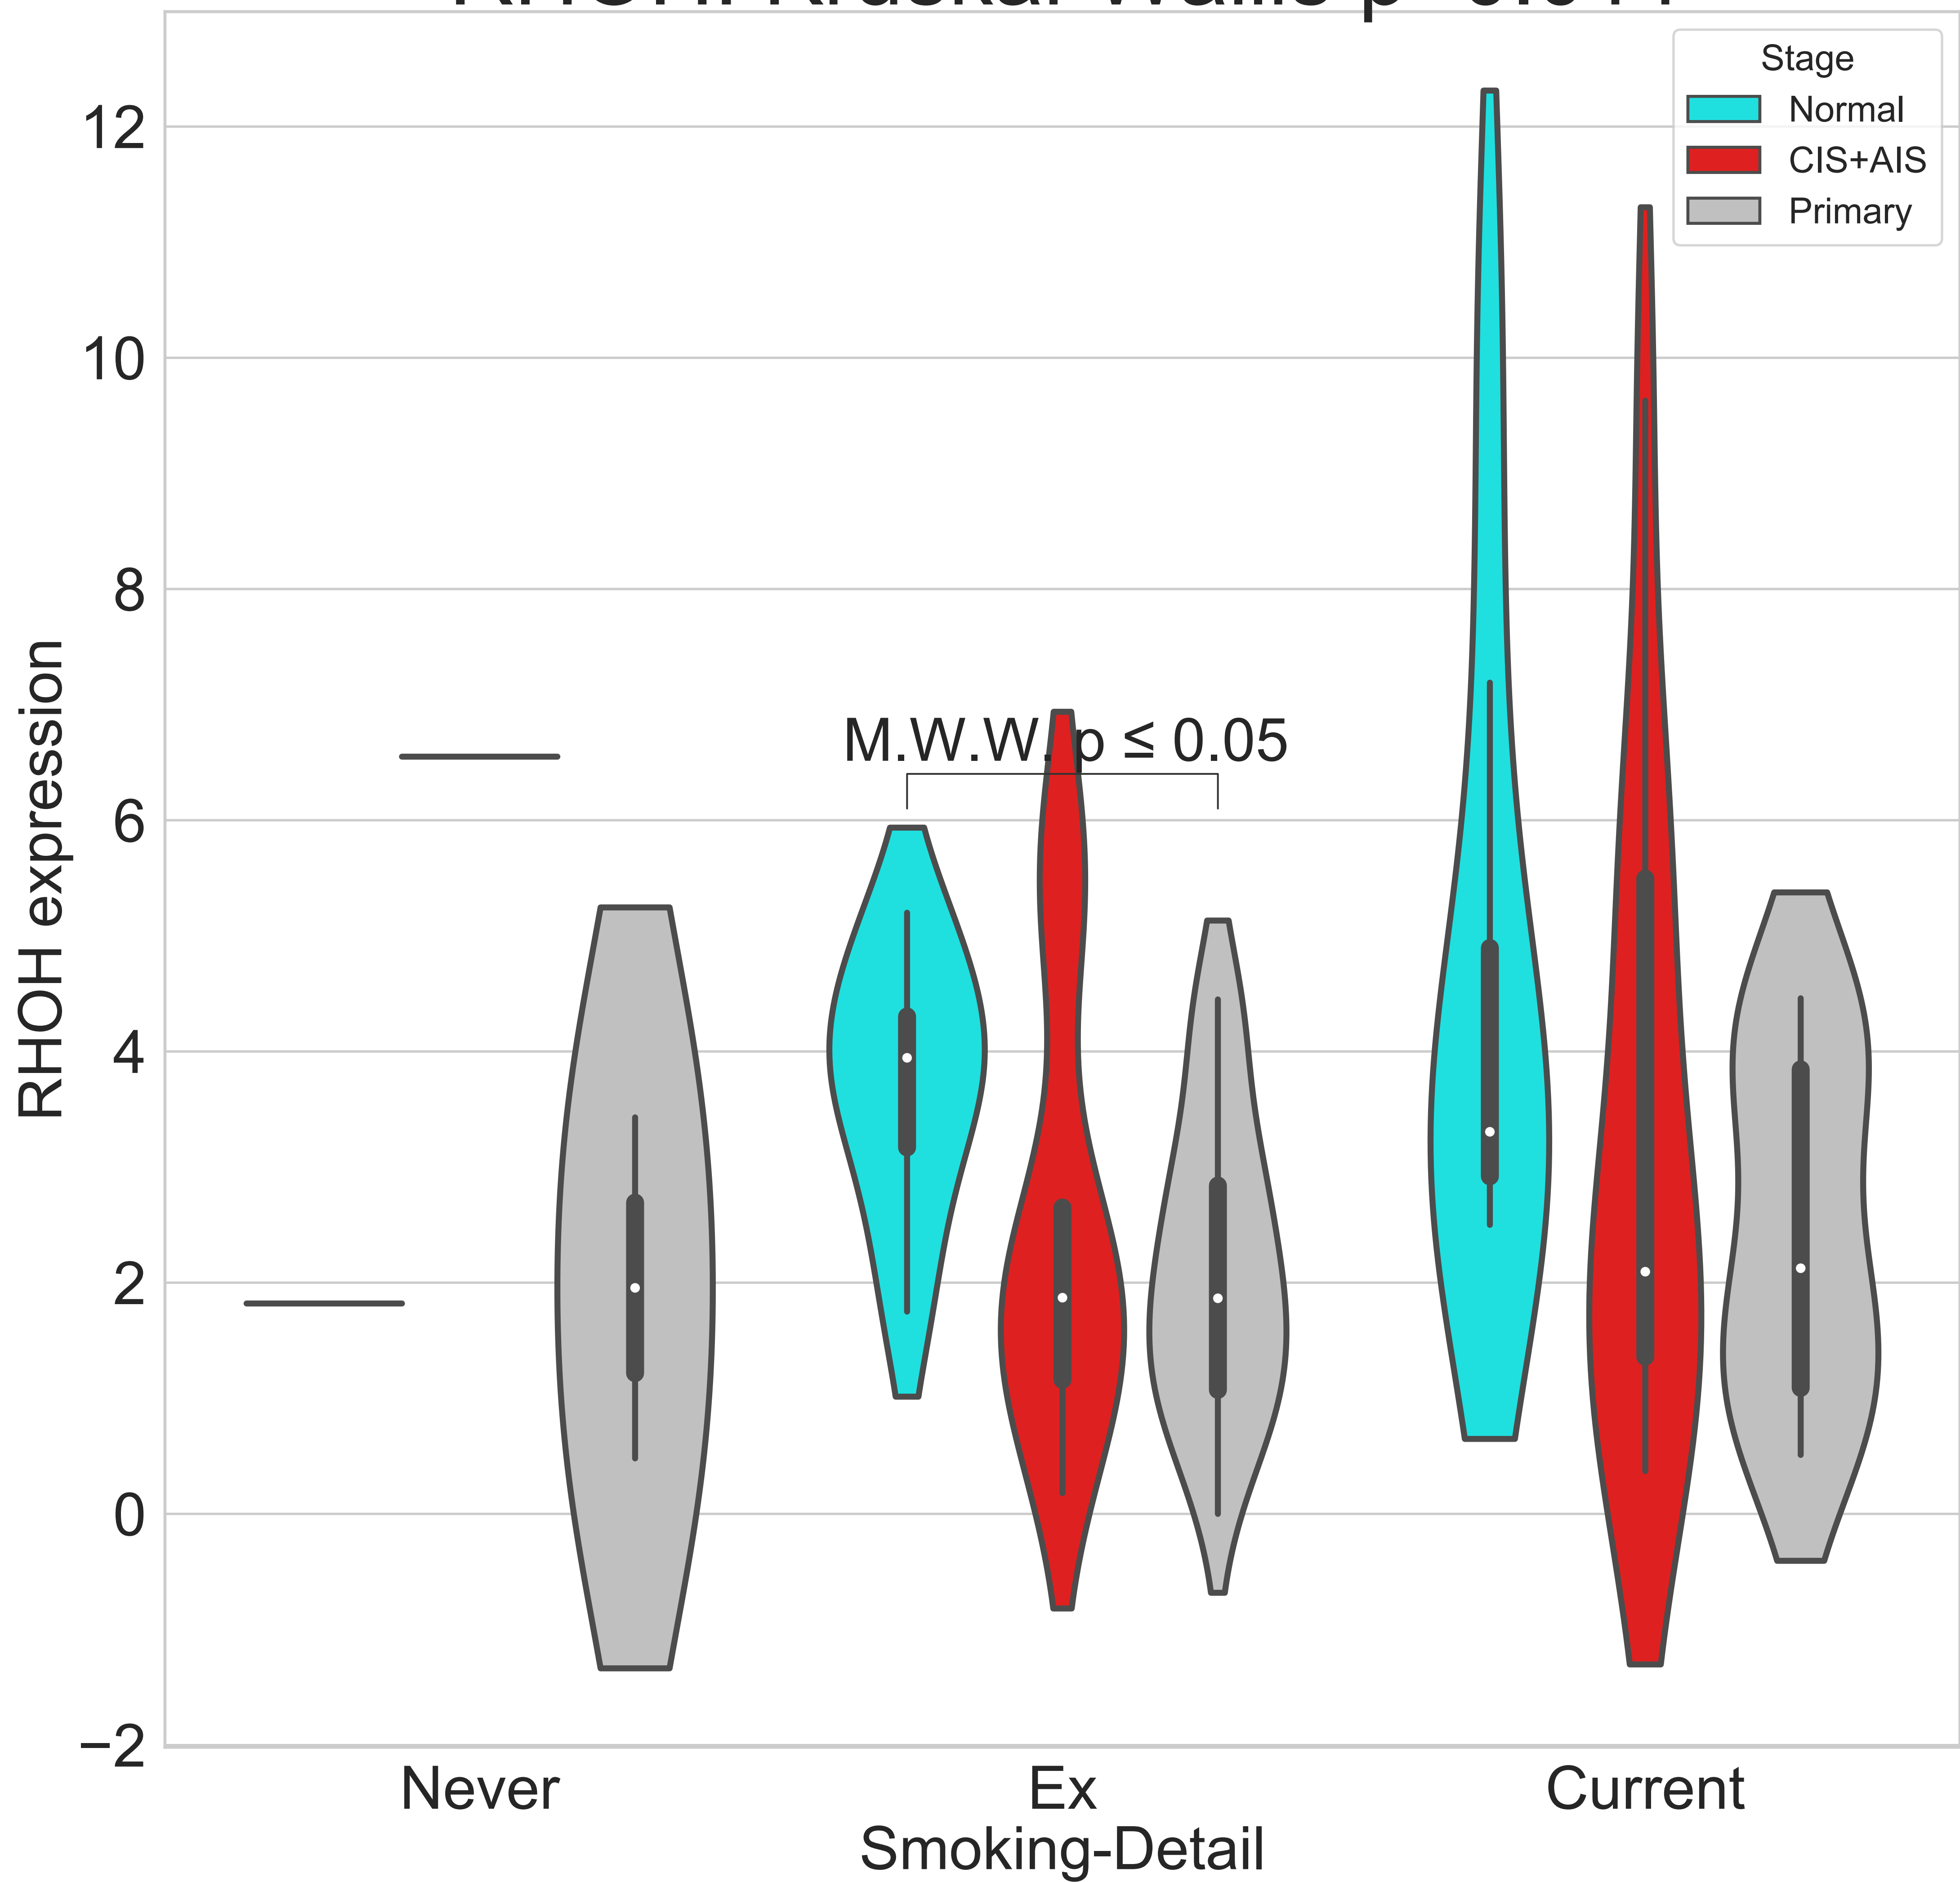 Stage
Normal
CIS+AIS
Primary
12
10
8
6
4
2
0
−2
RHOH expression
M.W.W. p ≤ 0.05
Never
Ex
Current
Smoking-Detail